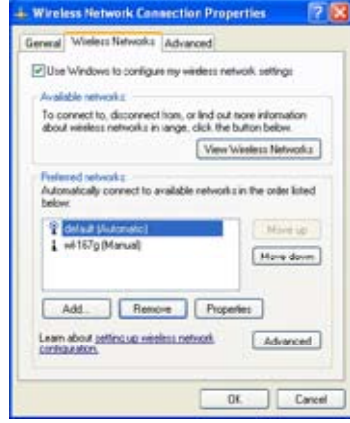 Wireless Network Connection Properties
General Wireless Networks Advanced
Use Windows to configure my wireless network settings
Available networks:
To connect to, disconnect from, or find out more information
about wireless networks in range, click the button below.
View Wireless Networks
Preferred networks:
Automatically connect to available networks in the order listed
below:
default (Automatic)
Move up
wl-167g (Manual)
Move down
Add... Remove Properties
Learn about setting up wireless network
configuration.
Advanced
OK Cancel